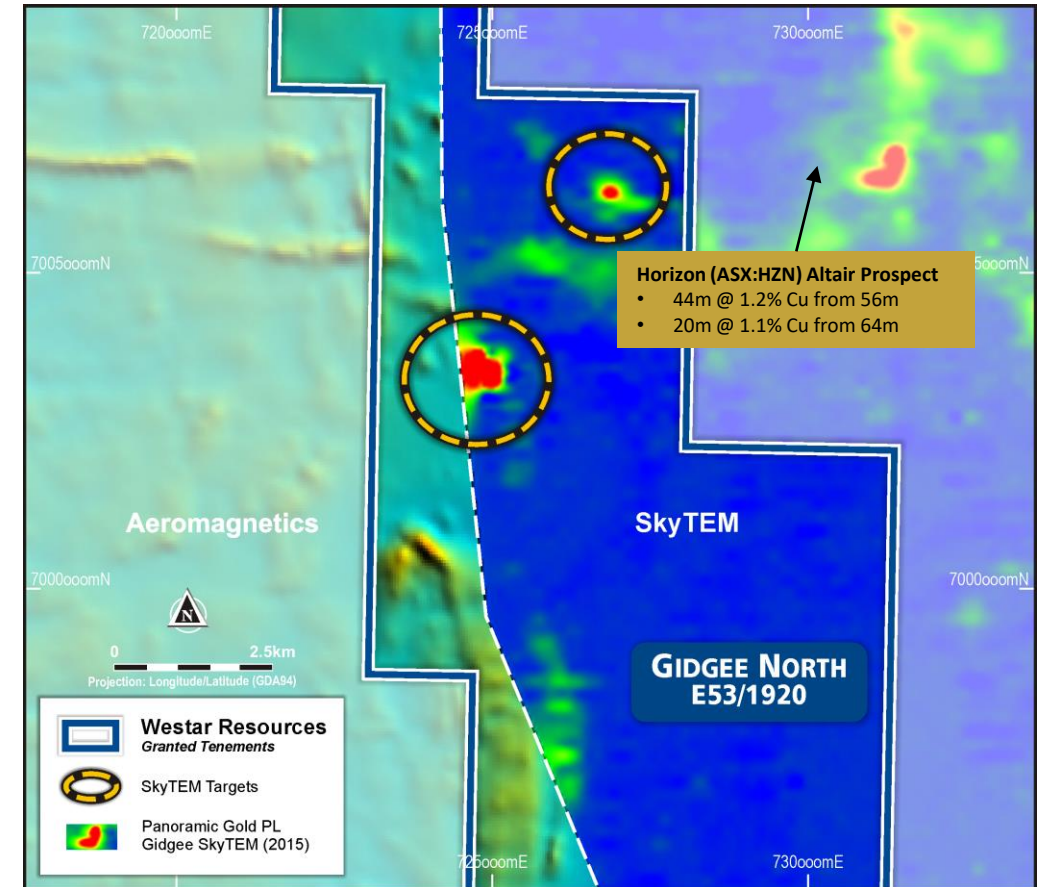 720000mE
725000mE
730000mE
7005000mN
5000mN
Horizon (ASX:HZN) Altair Prospect
• 44m @ 1.2% Cu from 56m
• 20m @ 1.1% Cu from 64m
Aeromagnetics
SkyTEM
7000000mN
7000000mN
N
0 2.5km
Projection: Longitude/Latitude (GDA94)
GIDGEE NORTH
E53/1920
Westar Resources
Granted Tenements
SkyTEM Targets
Panoramic Gold PL
Gidgee SkyTEM (2015)
725000mE
730000mE